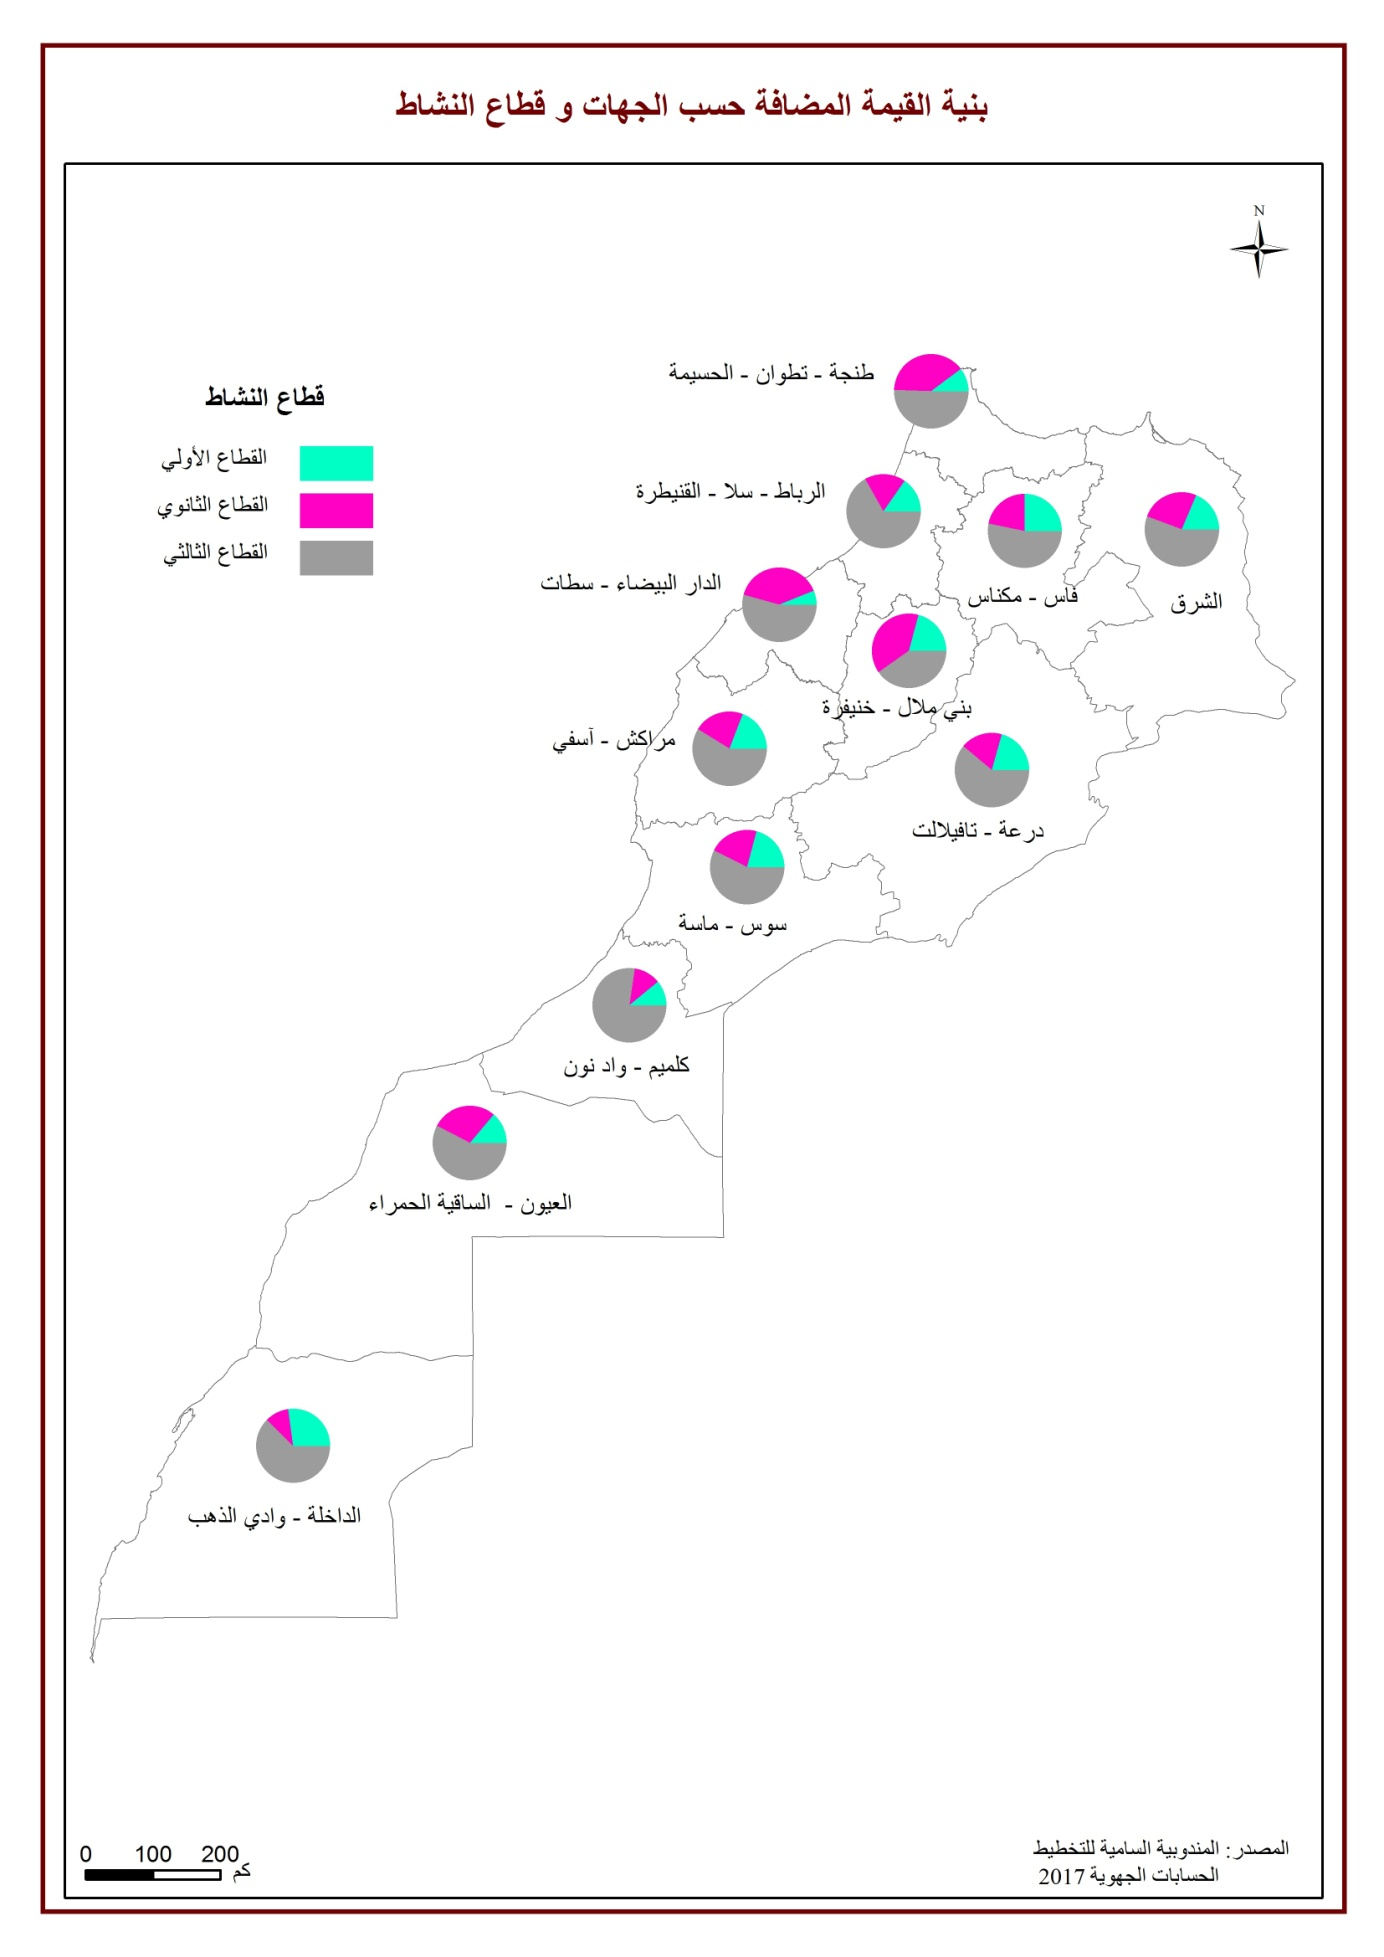 بنية القيمة المضافة حسب الجهات و قطاع النشاط
N
قطاع النشاط
القطاع الأولي
القطاع الثانوي
القطاع الثالثي
طنجة - تطوان - الحسيمة
الرباط - سلا - القنيطرة
فاس - مكناس
الشرق
الدار البيضاء - سطات
بني ملال - خنيفرة
مراكش - آسفي
درعة - تافيلالت
سوس - ماسة
كلميم - واد نون
العيون - الساقية الحمراء
الداخلة - وادي الذهب
0 100 200
كم
المصدر: المندوبية السامية للتخطيط
الحسابات الجهوية 2017